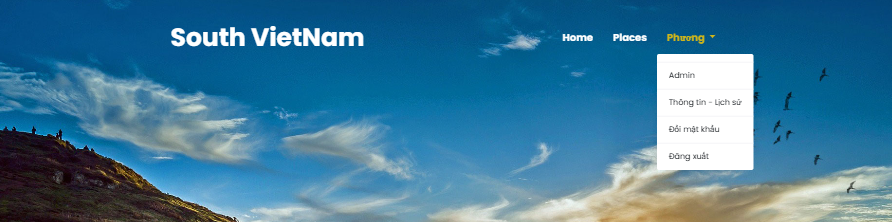 South VietNam
Home Places Phương
Admin
Thông tin - Lịch sử
Đổi mật khẩu
Đăng xuất